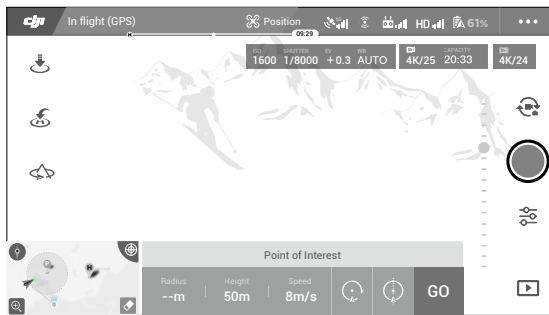 dji In flight (GPS) Position HD 61%
H 09:29
ISO SHUTTER EV WB CAPACITY
1600 1/8000 +0.3 AUTO 4K/25 20:33 4K/24
H
P H
Point of Interest
Radius Height Speed
--m 50m 8m/s GO